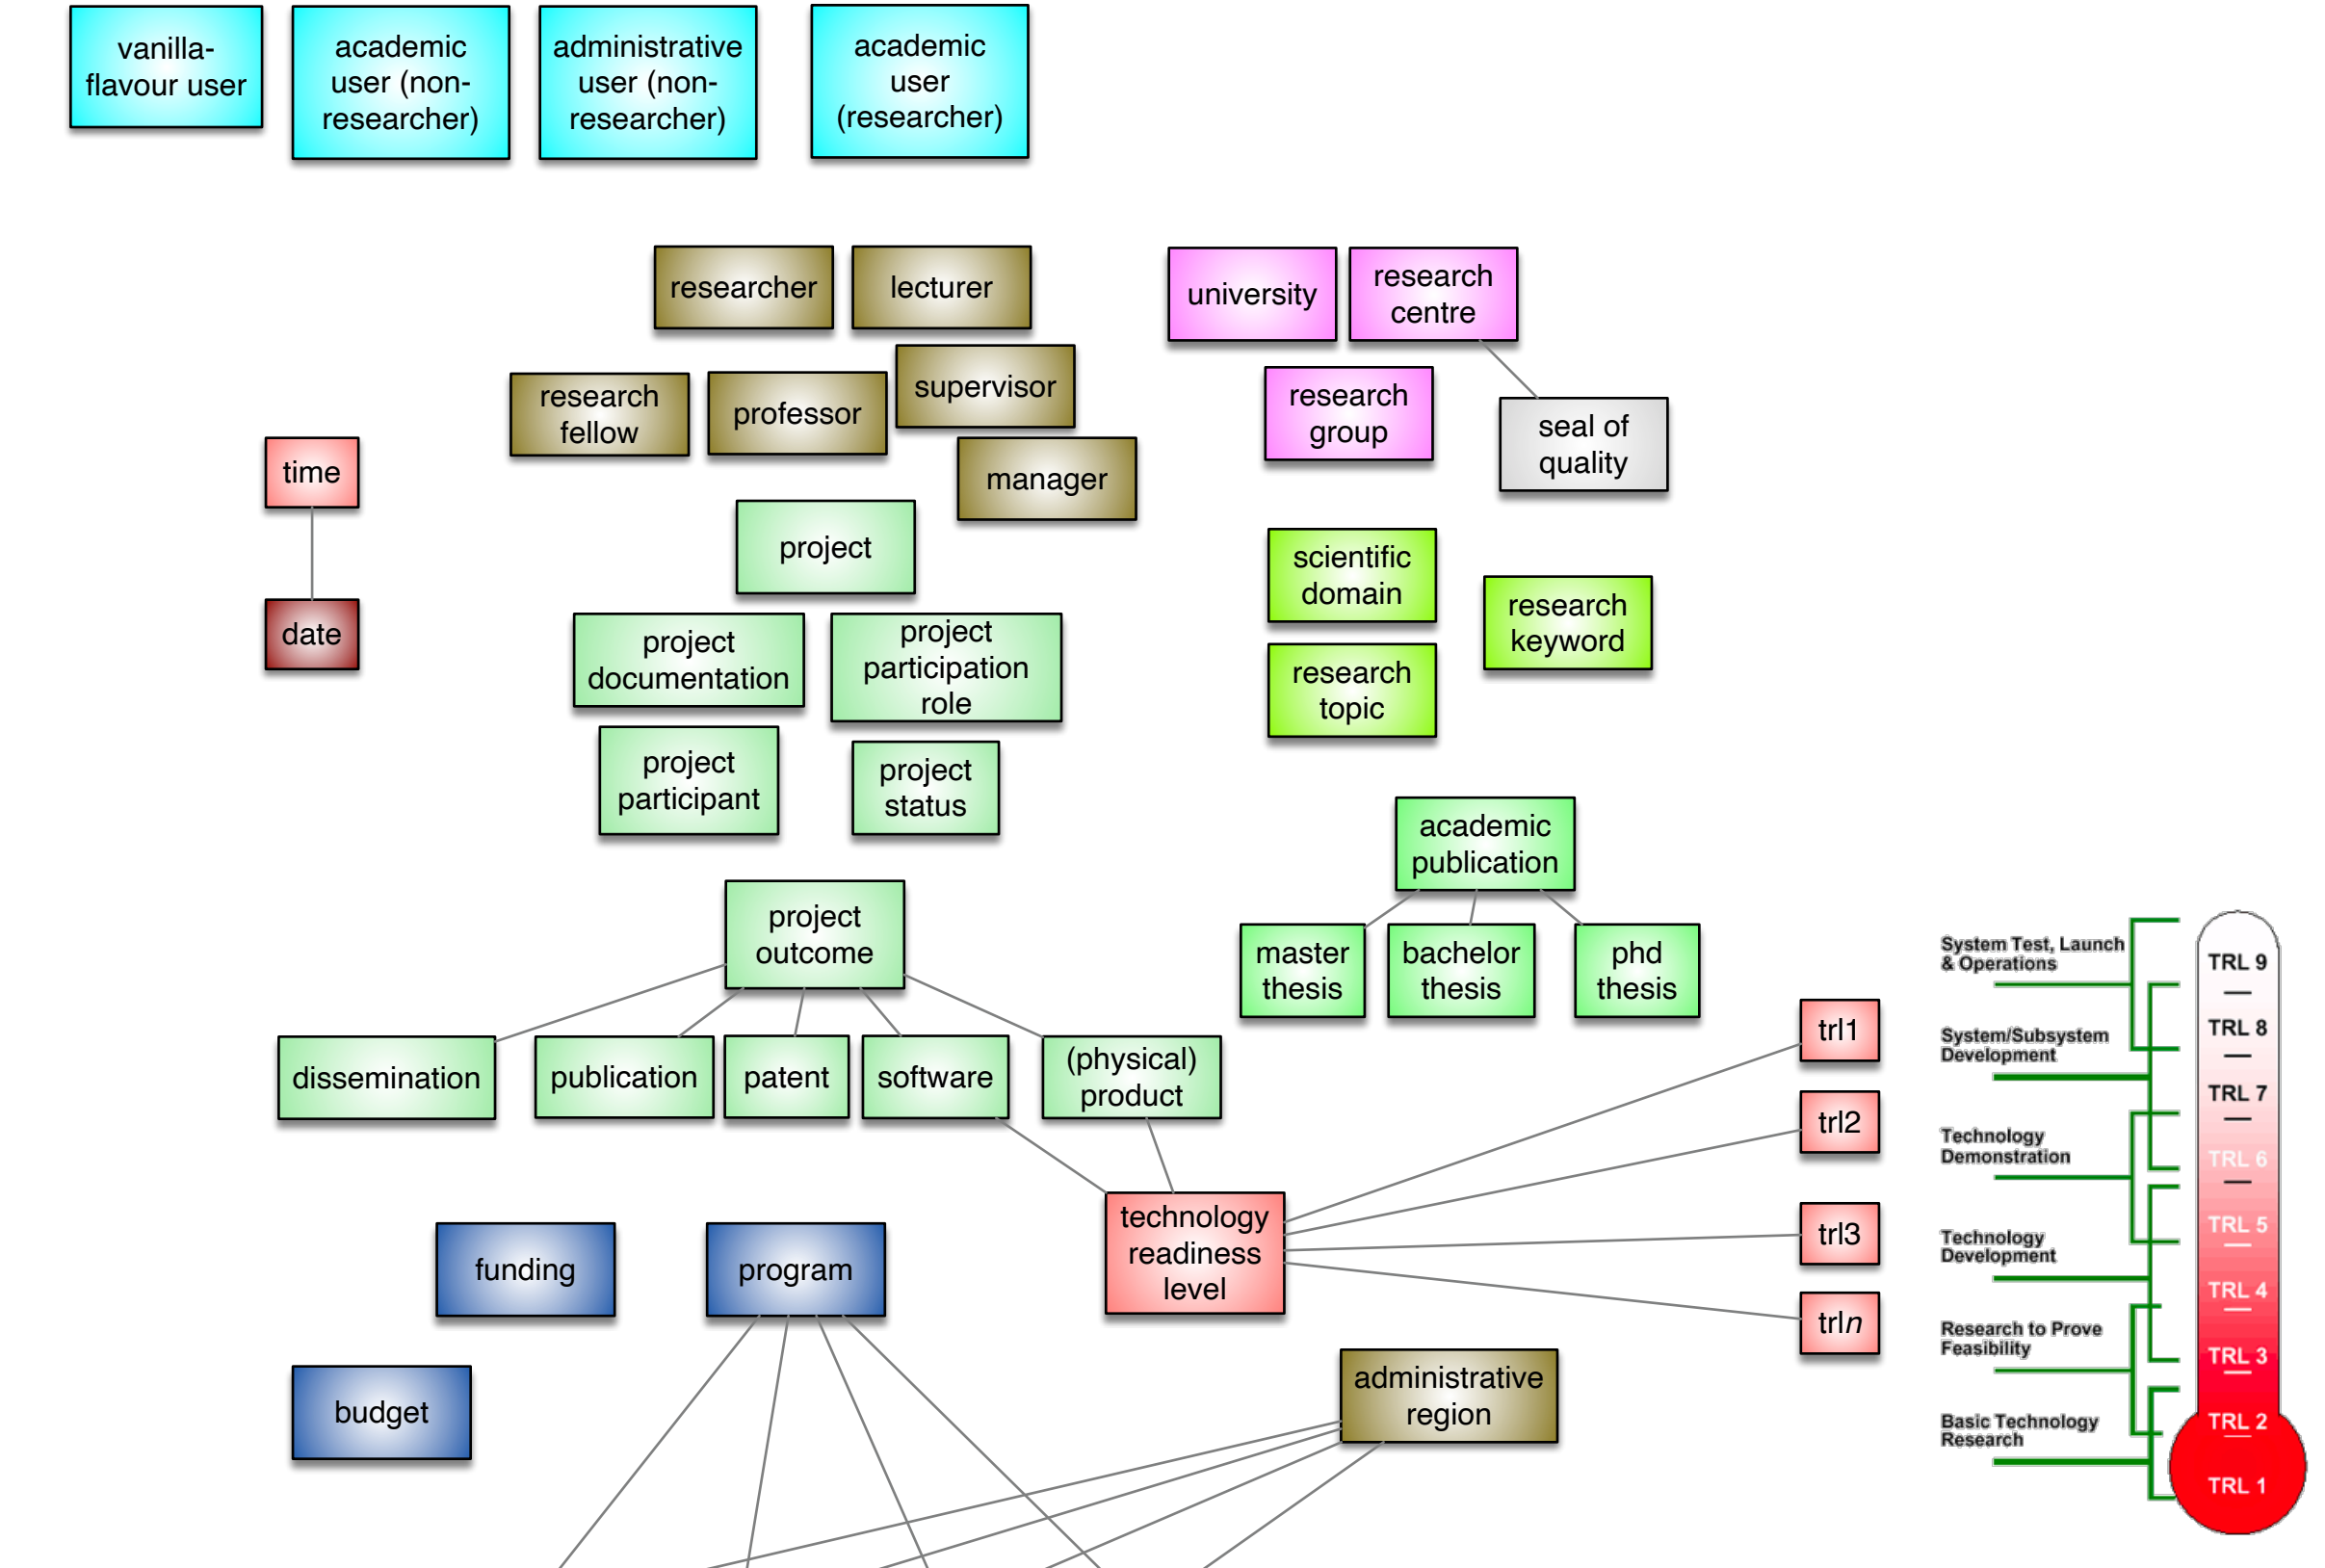 vanilla-
flavour user
academic
user (non-
researcher)
administrative
user (non-
researcher)
academic
user
(researcher)
researcher
lecturer
university
research
centre
research
fellow
professor
supervisor
research
group
seal of
quality
time
manager
project
scientific
domain
research
keyword
date
project
documentation
project
participation
role
research
topic
project
participant
project
status
academic
publication
project
outcome
master
thesis
bachelor
thesis
phd
thesis
dissemination
publication
patent
software
(physical)
product
trl1
trl2
trl3
trln
technology
readiness
level
funding
program
budget
administrative
region
System Test, Launch
& Operations
System/Subsystem
Development
Technology
Demonstration
Technology
Development
Research to Prove
Feasibility
Basic Technology
Research
TRL 9
TRL 8
TRL 7
TRL 6
TRL 5
TRL 4
TRL 3
TRL 2
TRL 1